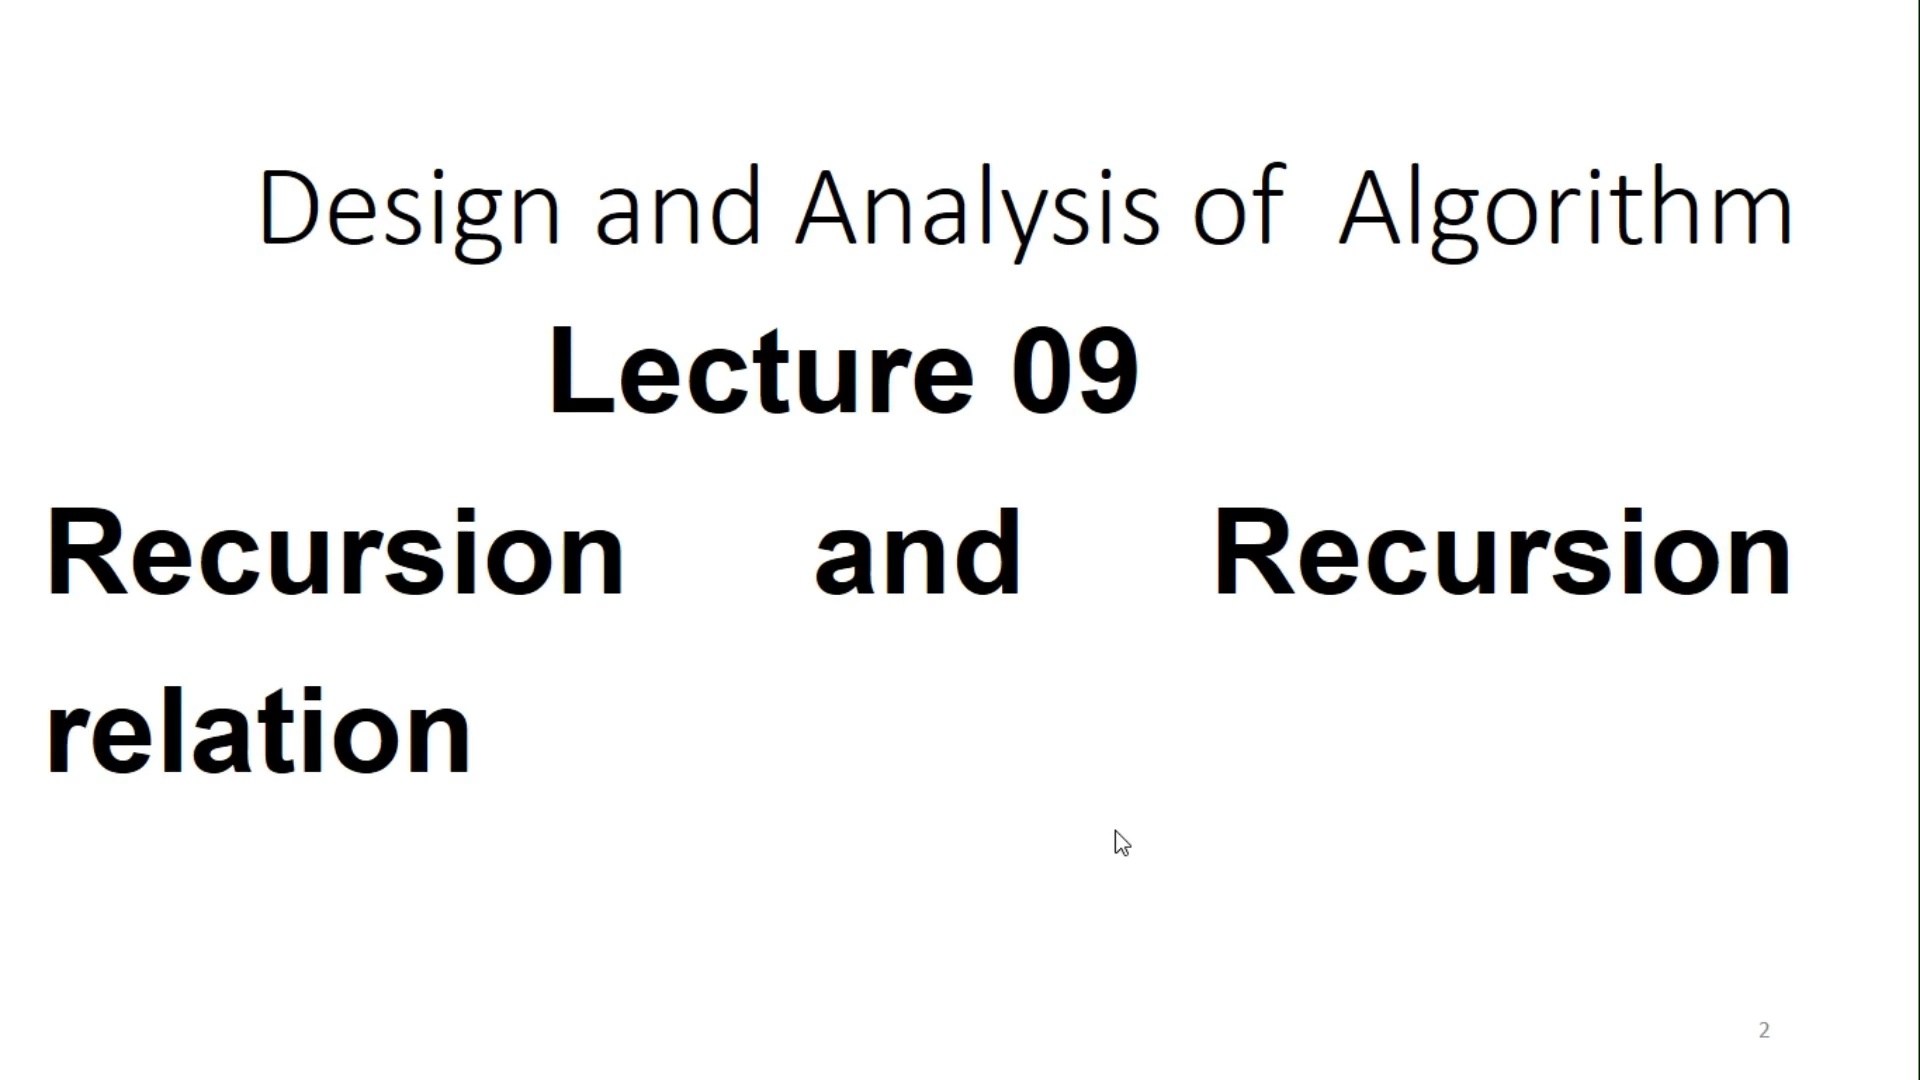 Design and Analysis of Algorithm
Lecture 09
Recursion and Recursion
relation
2